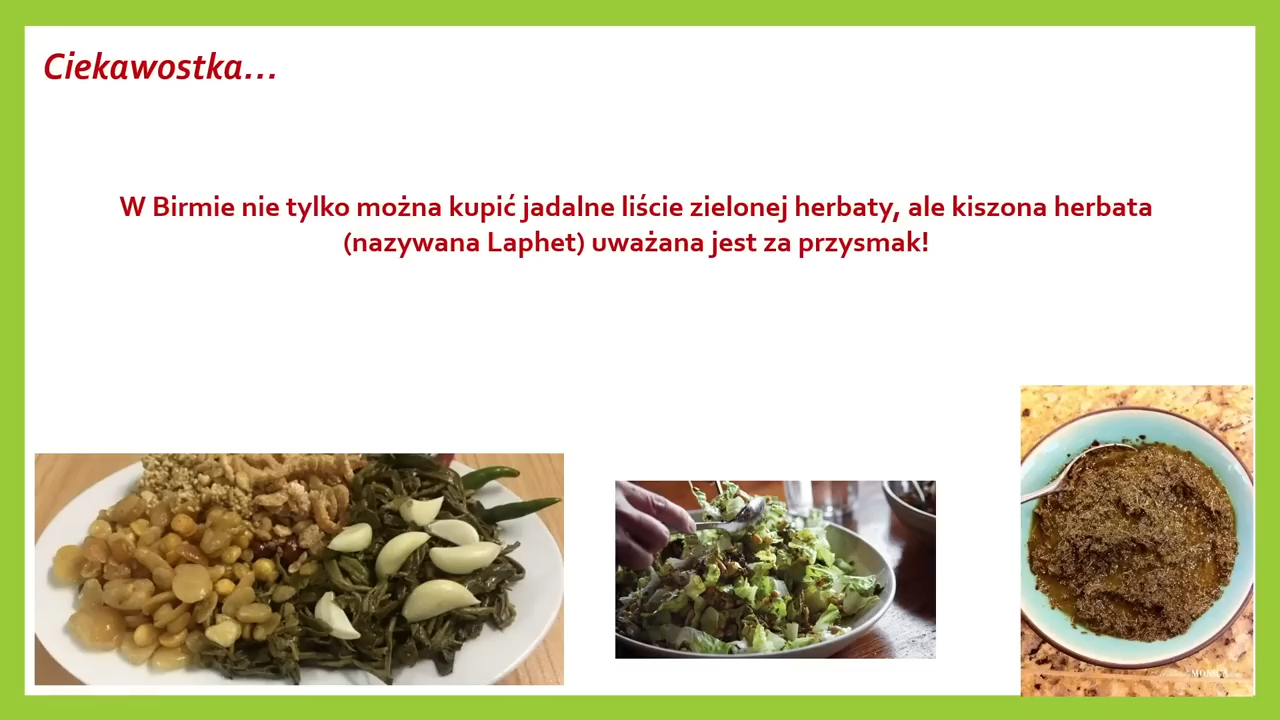 Ciekawostka...
W Birmie nie tylko można kupić jadalne liście zielonej herbaty, ale kiszona herbata
(nazywana Laphet) uważana jest za przysmak!